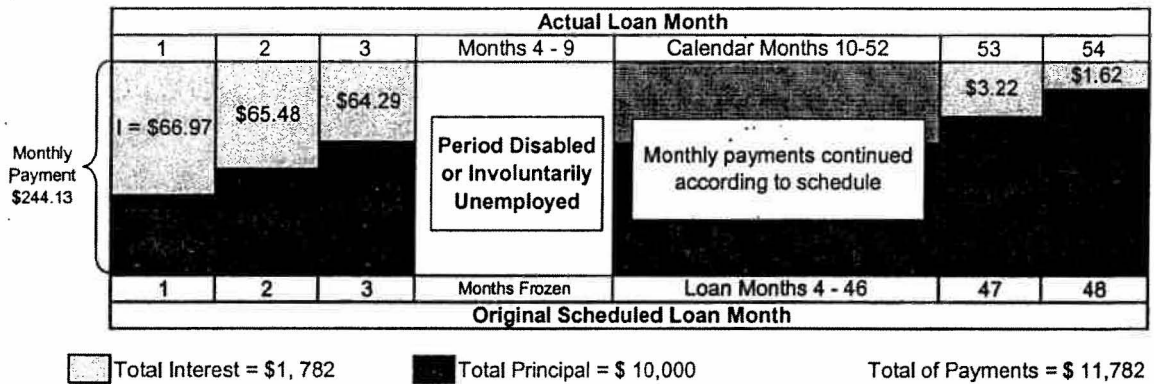 Actual Loan Month
1 2 3 Months 4 - 9 Calendar Months 10-52 53 54
I = $66.97 $65.48 $64.29 $3.22 $1.62
Monthly
Payment
$244.13
Period Disabled
or Involuntarily
Unemployed
Monthly payments continued
according to schedule
1 2 3 Months Frozen Loan Months 4 - 46 47 48
Original Scheduled Loan Month
Total Interest = $1, 782 Total Principal = $ 10,000 Total of Payments = $ 11,782